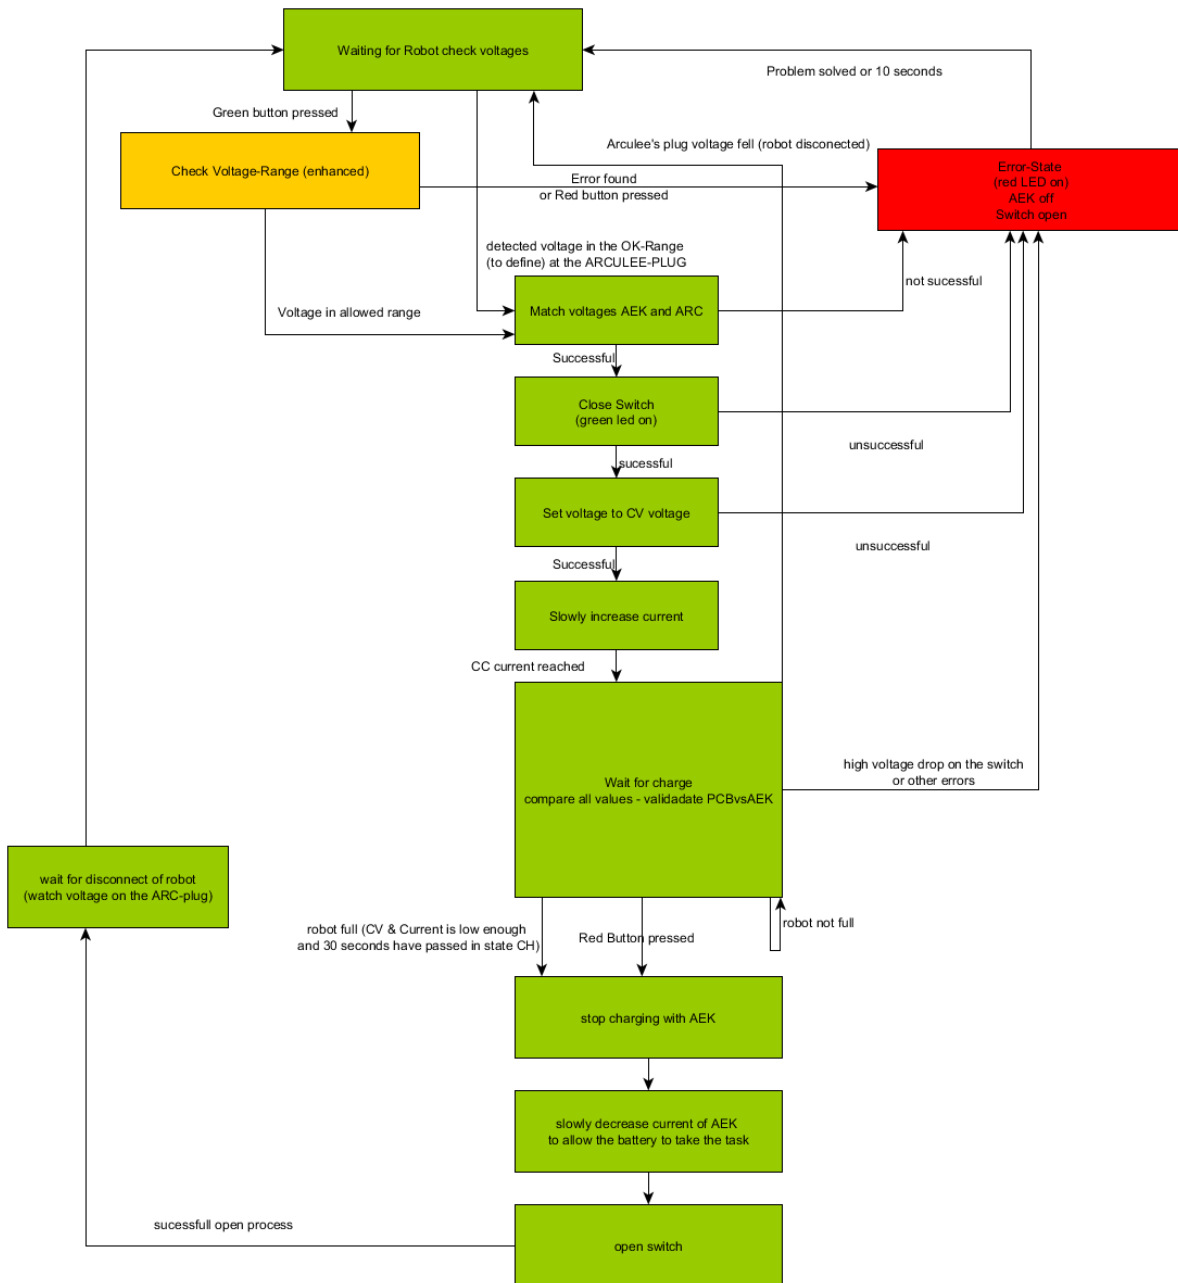 Waiting for Robot check voltages
Problem solved or 10 seconds
Green button pressed
Arculee's plug voltage fell (robot disconected)
Check Voltage-Range (enhanced)
Error found
or Red button pressed
Error-State
(red LED on)
AEK off
Switch open
detected voltage in the OK-Range
(to define) at the ARCULEE-PLUG
not sucessful
Voltage in allowed range
Match voltages AEK and ARC
Successful
Close Switch
(green led on)
unsuccessful
sucessful
Set voltage to CV voltage
unsuccessful
Successful
Slowly increase current
CC current reached
high voltage drop on the switch
or other errors
Wait for charge
compare all values - validadate PCBvsAEK
wait for disconnect of robot
(watch voltage on the ARC-plug)
robot full (CV & Current is low enough
and 30 seconds have passed in state CH)
Red Button pressed
robot not full
stop charging with AEK
slowly decrease current of AEK
to allow the battery to take the task
sucessfull open process
open switch